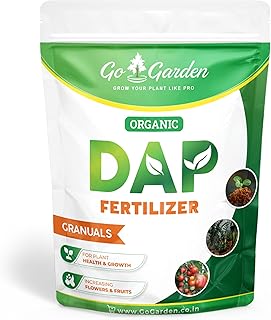 Go Garden
GROW YOUR PLANT LIKE PRO
ORGANIC
DAP
FERTILIZER
GRANUALS
FOR PLANT
HEALTH & GROWTH
INCREASING
FLOWERS & FRUITS
www.GoGarden.co.in